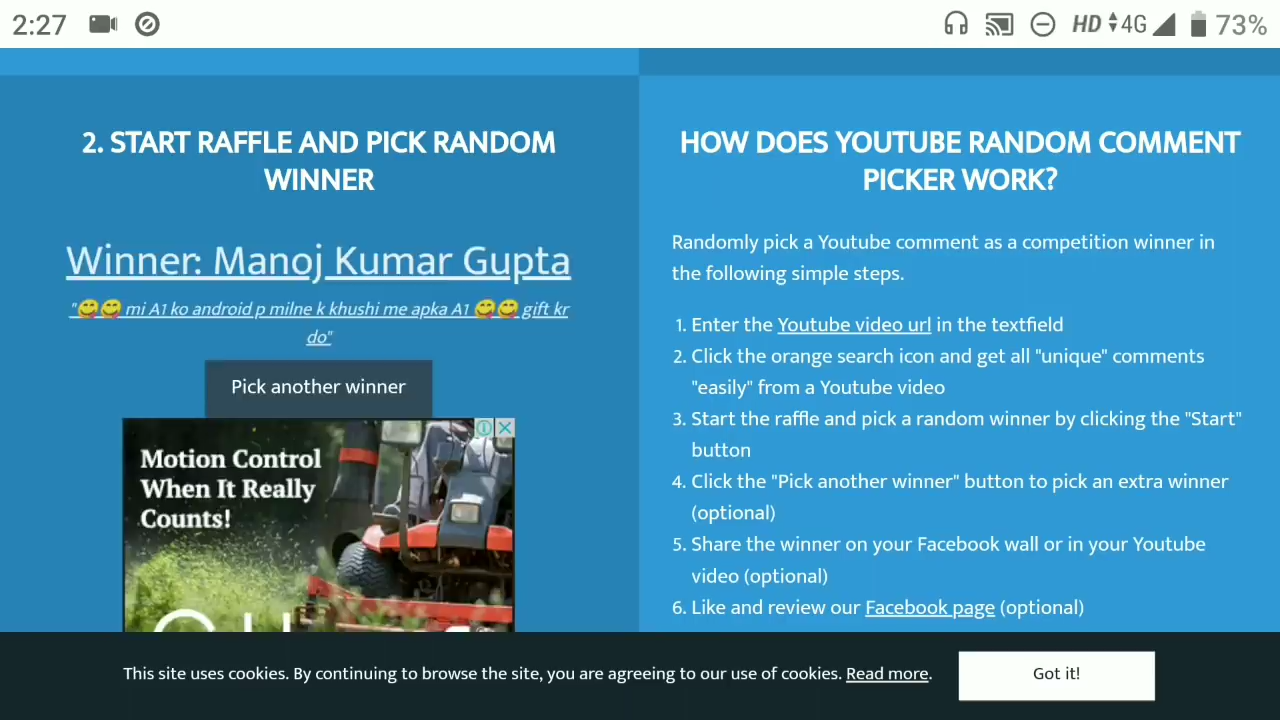 2:27
HD 4G 73%
2. START RAFFLE AND PICK RANDOM
WINNER
Winner: Manoj Kumar Gupta
"😋😋 mi A1 ko android p milne k khushi me apka A1 😋😋 gift kr
do"
Pick another winner
Motion Control
When It Really
Counts!
HOW DOES YOUTUBE RANDOM COMMENT
PICKER WORK?
Randomly pick a Youtube comment as a competition winner in
the following simple steps.
1. Enter the Youtube video url in the textfield
2. Click the orange search icon and get all "unique" comments
"easily" from a Youtube video
3. Start the raffle and pick a random winner by clicking the "Start"
button
4. Click the "Pick another winner" button to pick an extra winner
(optional)
5. Share the winner on your Facebook wall or in your Youtube
video (optional)
6. Like and review our Facebook page (optional)
This site uses cookies. By continuing to browse the site, you are agreeing to our use of cookies. Read more.
Got it!